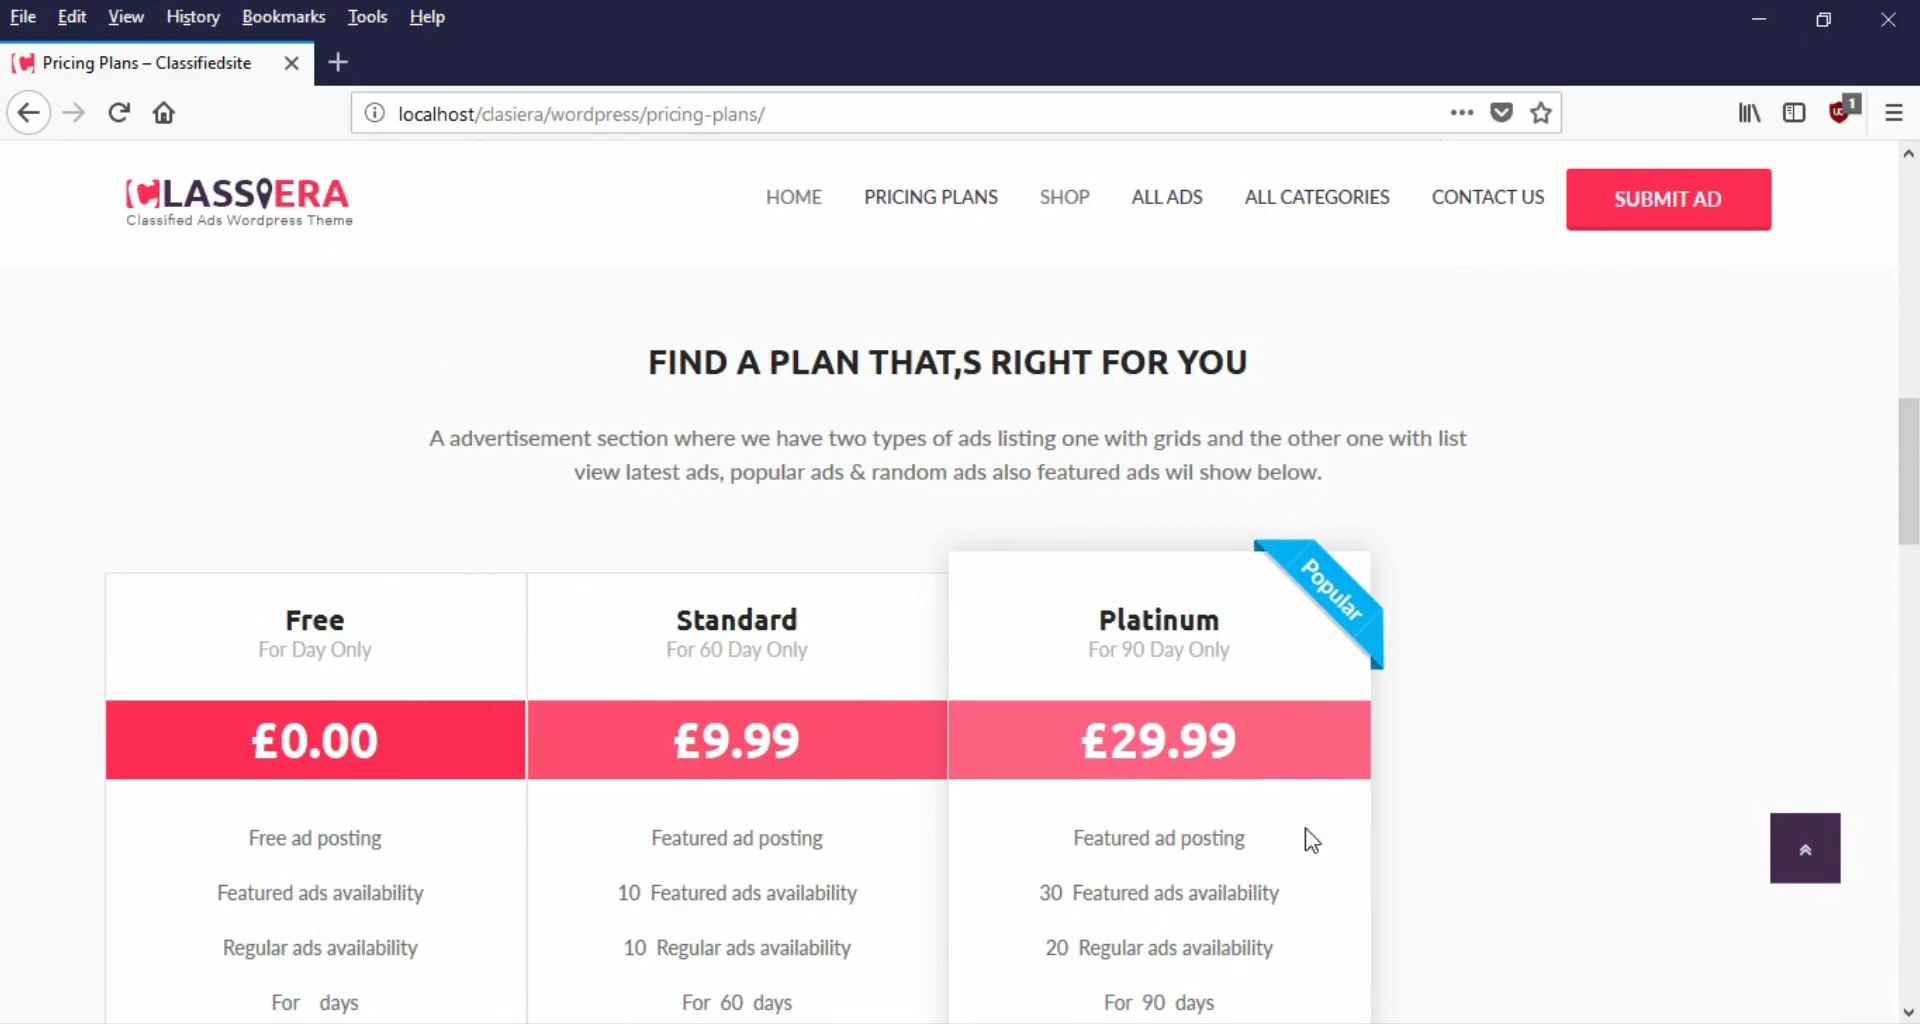 File Edit View History Bookmarks Tools Help
Pricing Plans – Classifiedsite
localhost/clasiera/wordpress/pricing-plans/
1
CLASSIERA
Classified Ads Wordpress Theme
HOME PRICING PLANS SHOP ALL ADS ALL CATEGORIES CONTACT US SUBMIT AD
FIND A PLAN THAT,S RIGHT FOR YOU
A advertisement section where we have two types of ads listing one with grids and the other one with list
view latest ads, popular ads & random ads also featured ads wil show below.
Popular
Free Standard Platinum
For Day Only For 60 Day Only For 90 Day Only
£0.00 £9.99 £29.99
Free ad posting Featured ad posting Featured ad posting
Featured ads availability 10 Featured ads availability 30 Featured ads availability
Regular ads availability 10 Regular ads availability 20 Regular ads availability
For days For 60 days For 90 days